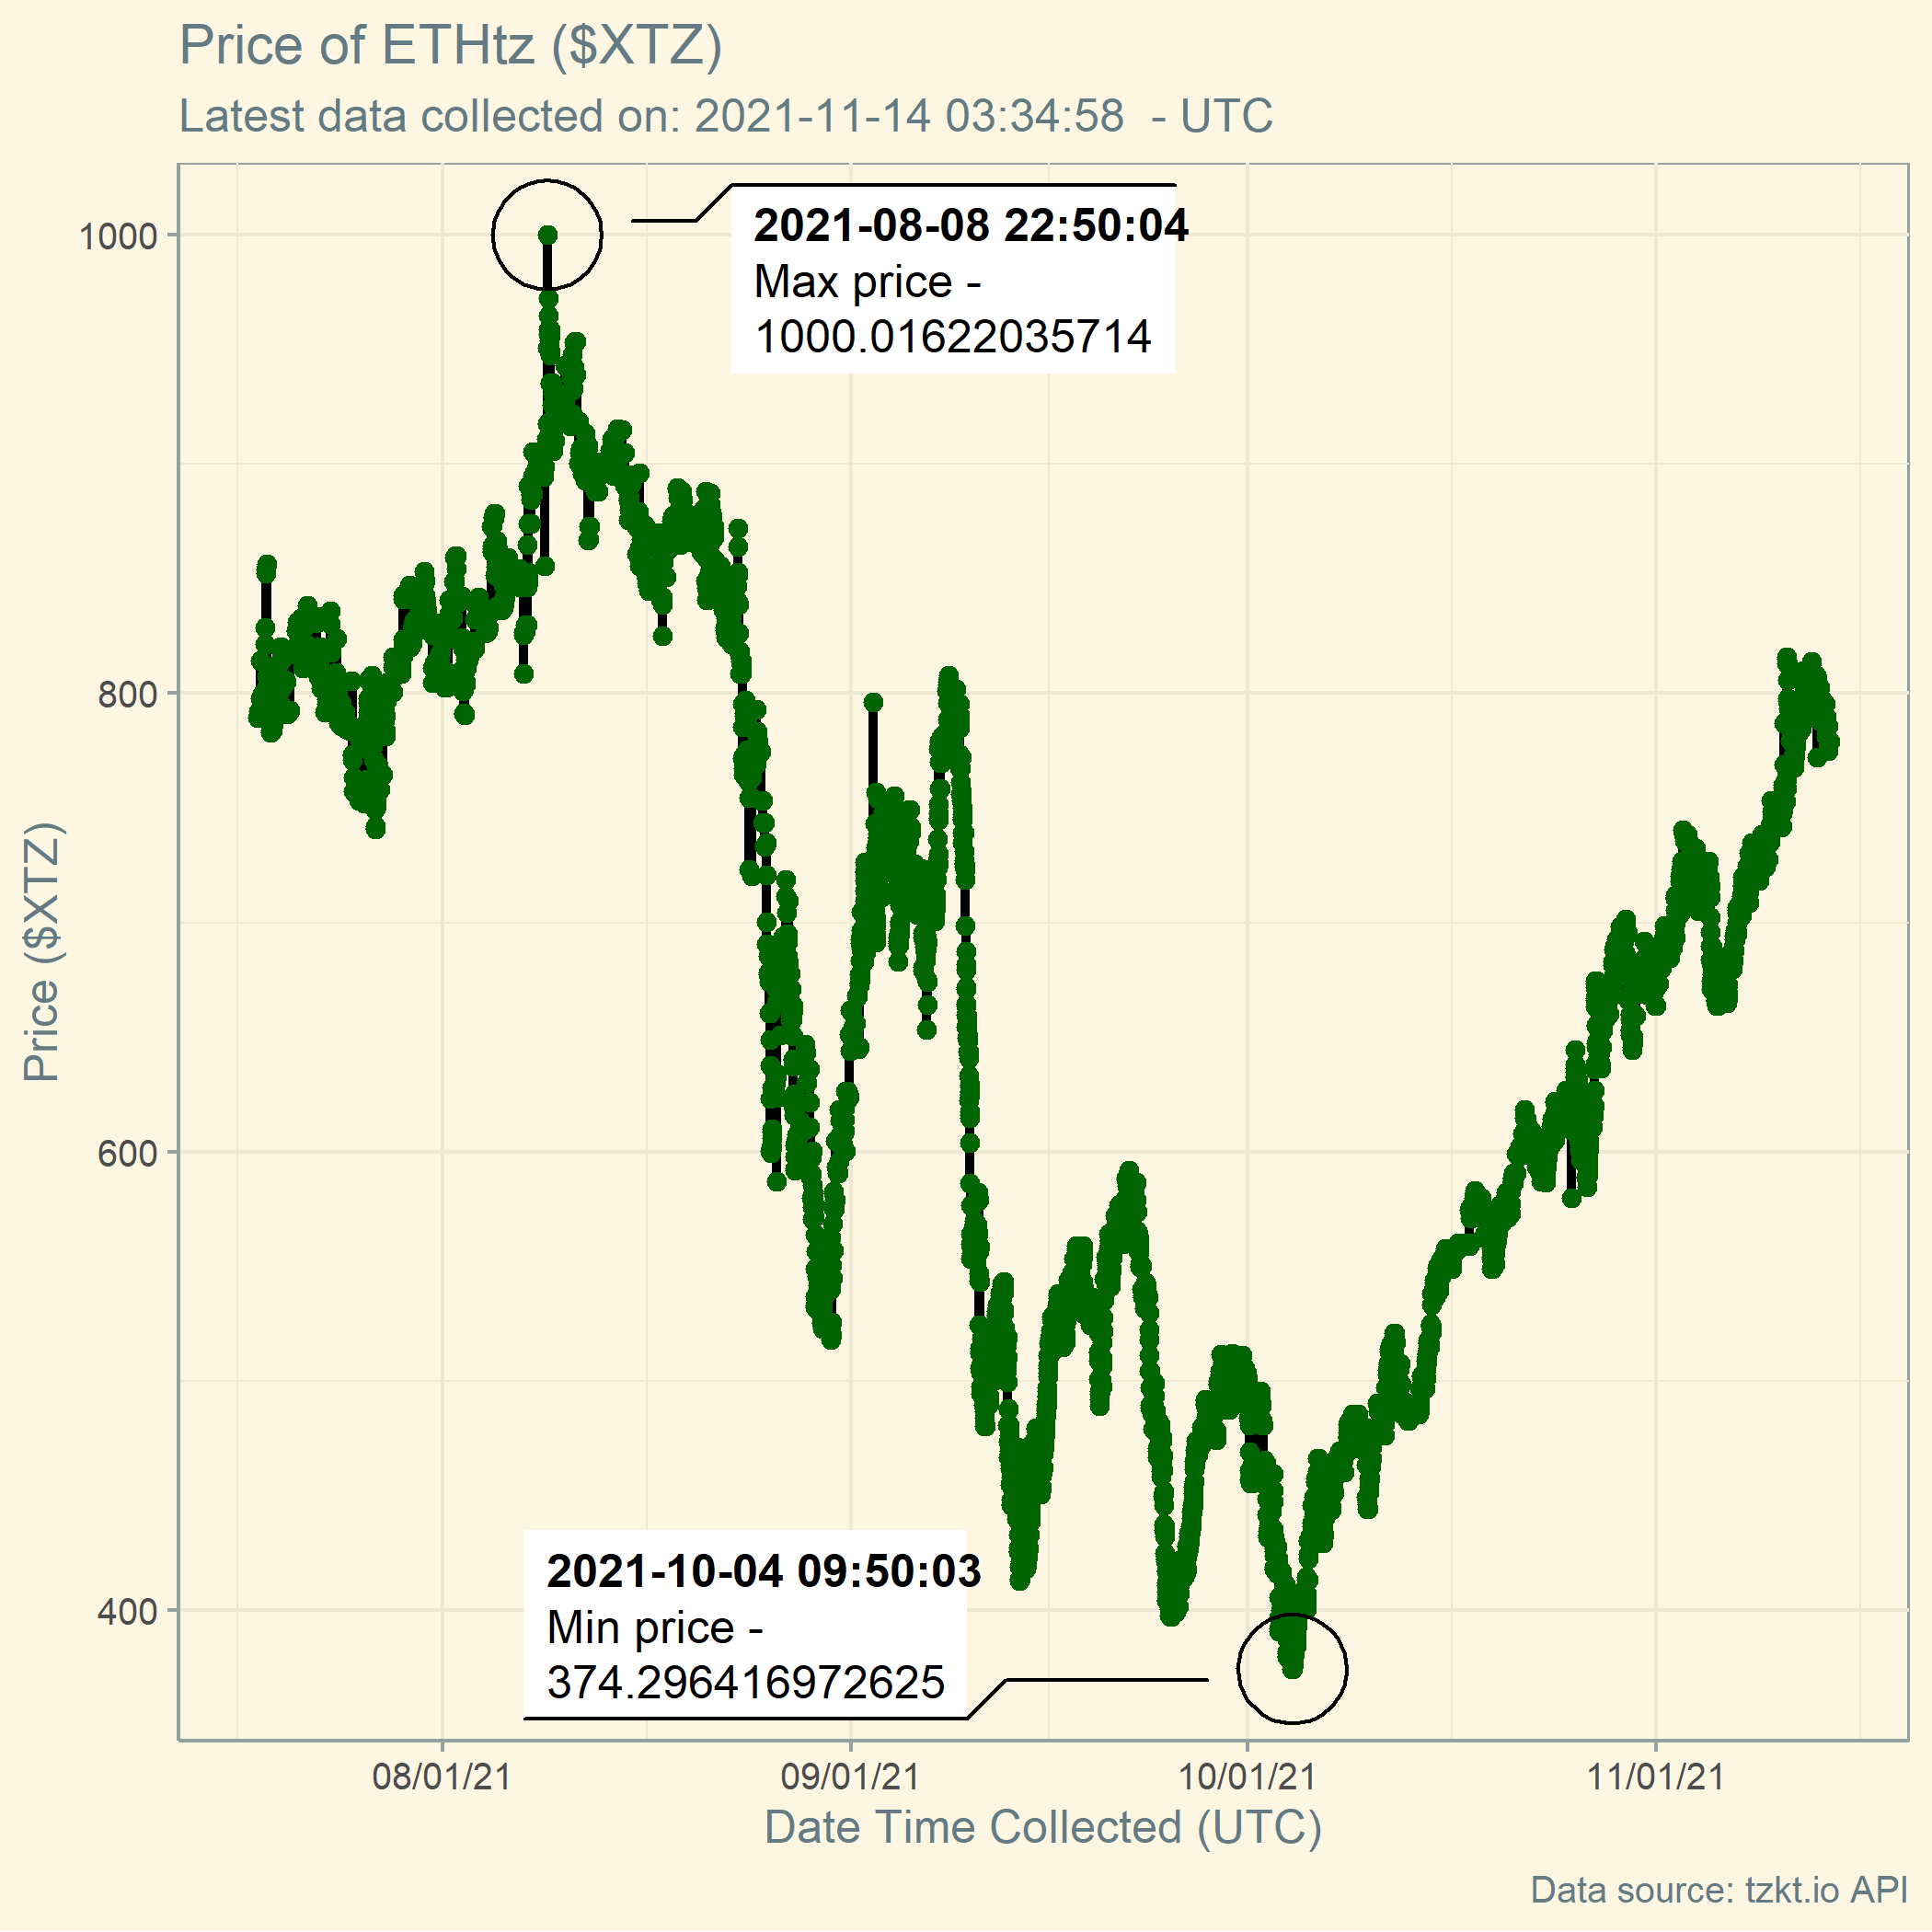 Price of ETHtz ($XTZ)
Latest data collected on: 2021-11-14 03:34:58  - UTC
1000
800
600
400
Price ($XTZ)
2021-08-08 22:50:04
Max price -
1000.01622035714
2021-10-04 09:50:03
Min price -
374.296416972625
08/01/21
09/01/21
10/01/21
11/01/21
Date Time Collected (UTC)
Data source: tzkt.io API